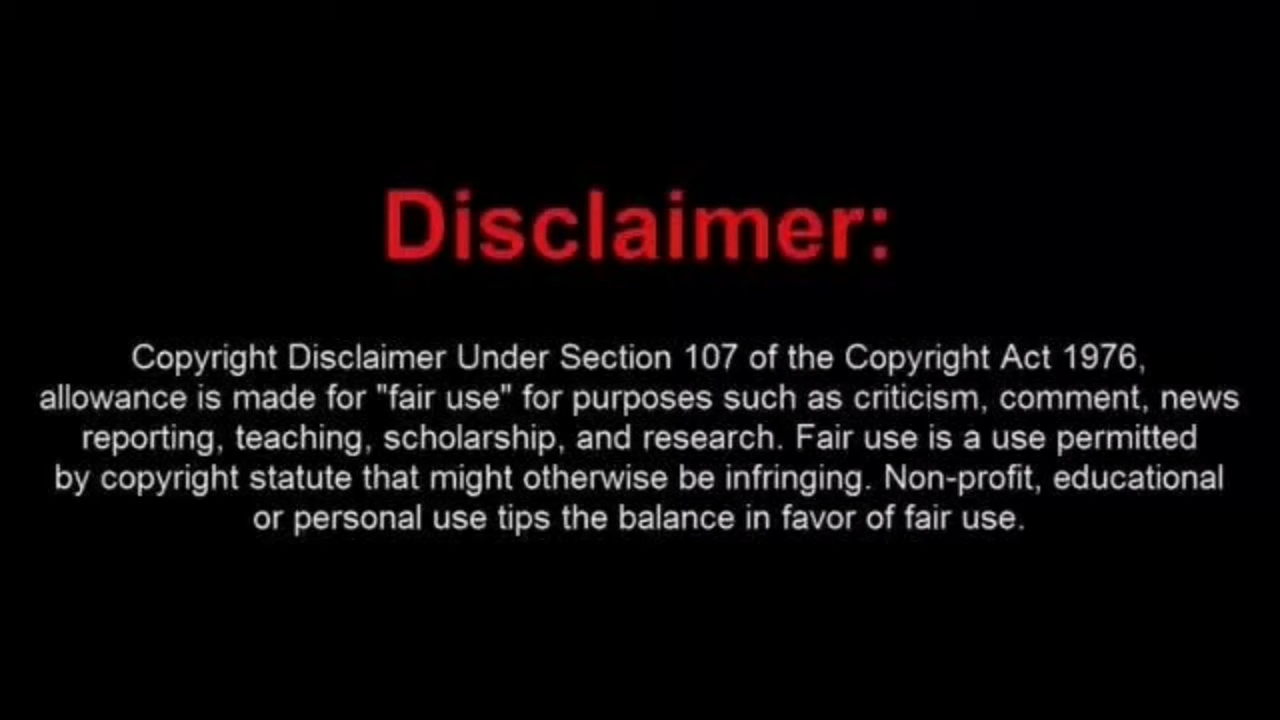 Disclaimer:
Copyright Disclaimer Under Section 107 of the Copyright Act 1976,
allowance is made for "fair use" for purposes such as criticism, comment, news
reporting, teaching, scholarship, and research. Fair use is a use permitted
by copyright statute that might otherwise be infringing. Non-profit, educational
or personal use tips the balance in favor of fair use.